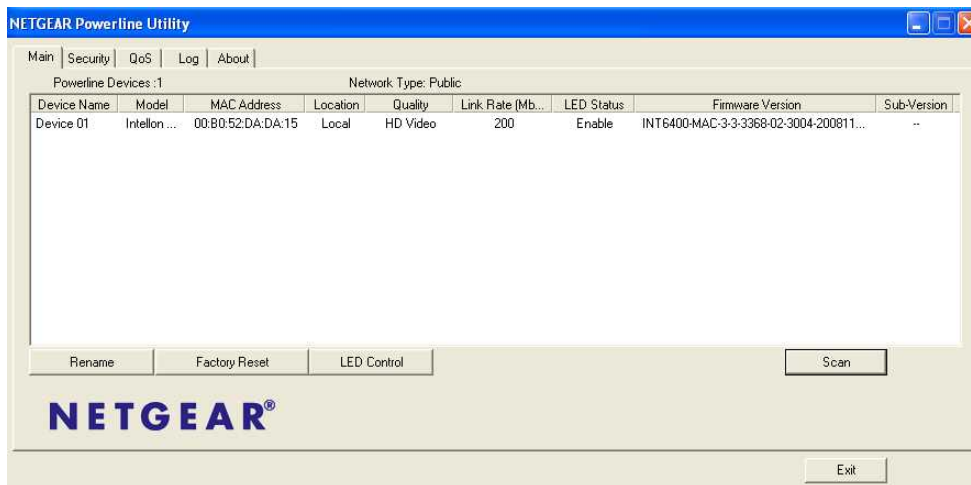 NETGEAR Powerline Utility
Main Security QoS Log About
Powerline Devices :1 Network Type: Public
Device Name Model MAC Address Location Quality Link Rate (Mb... LED Status Firmware Version Sub-Version
Device 01 Intellon ... 00:B0:52:DA:DA:15 Local HD Video 200 Enable INT6400-MAC-3-3-3368-02-3004-200811... --
Rename Factory Reset LED Control Scan
NETGEAR®
Exit